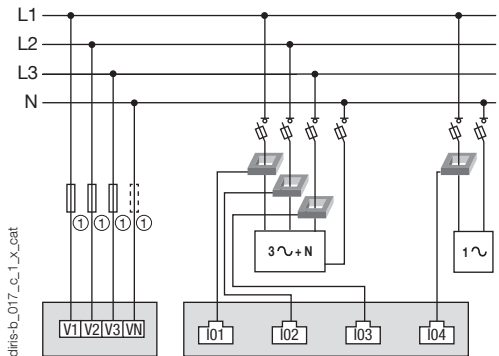 L1
L2
L3
N
① ① ① ①
3∿ + N
1∿
V1 V2 V3 VN
I01 I02 I03 I04
diris-b_017_c_1_x_cat